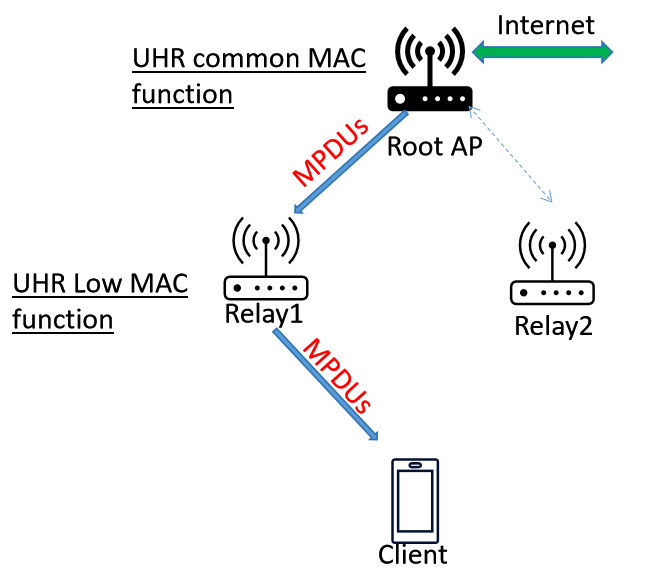 Internet
UHR common MAC
function
MPDUs
Root AP
UHR Low MAC
function
Relay1
Relay2
MPDUs
Client